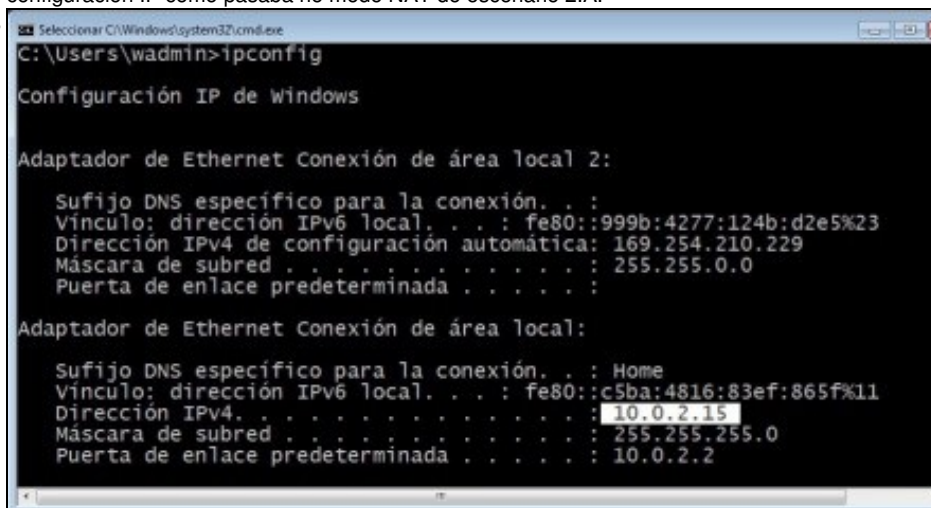 configuración IP como pasaba no modo NAT do escenario 2.A.
Seleccionar C:\Windows\system32\cmd.exe
C:\Users\wadmin>ipconfig
Configuración IP de Windows
Adaptador de Ethernet Conexión de área local 2:
Sufijo DNS específico para la conexión. . :
Vínculo: dirección IPv6 local. . . : fe80::999b:4277:124b:d2e5%23
Dirección IPv4 de configuración automática: 169.254.210.229
Máscara de subred . . . . . . . . . . . . : 255.255.0.0
Puerta de enlace predeterminada . . . . . :
Adaptador de Ethernet Conexión de área local:
Sufijo DNS específico para la conexión. . : Home
Vínculo: dirección IPv6 local. . . : fe80::c5ba:4816:83ef:865f%11
Dirección IPv4. . . . . . . . . . . . . . : 10.0.2.15
Máscara de subred . . . . . . . . . . . . : 255.255.255.0
Puerta de enlace predeterminada . . . . . : 10.0.2.2